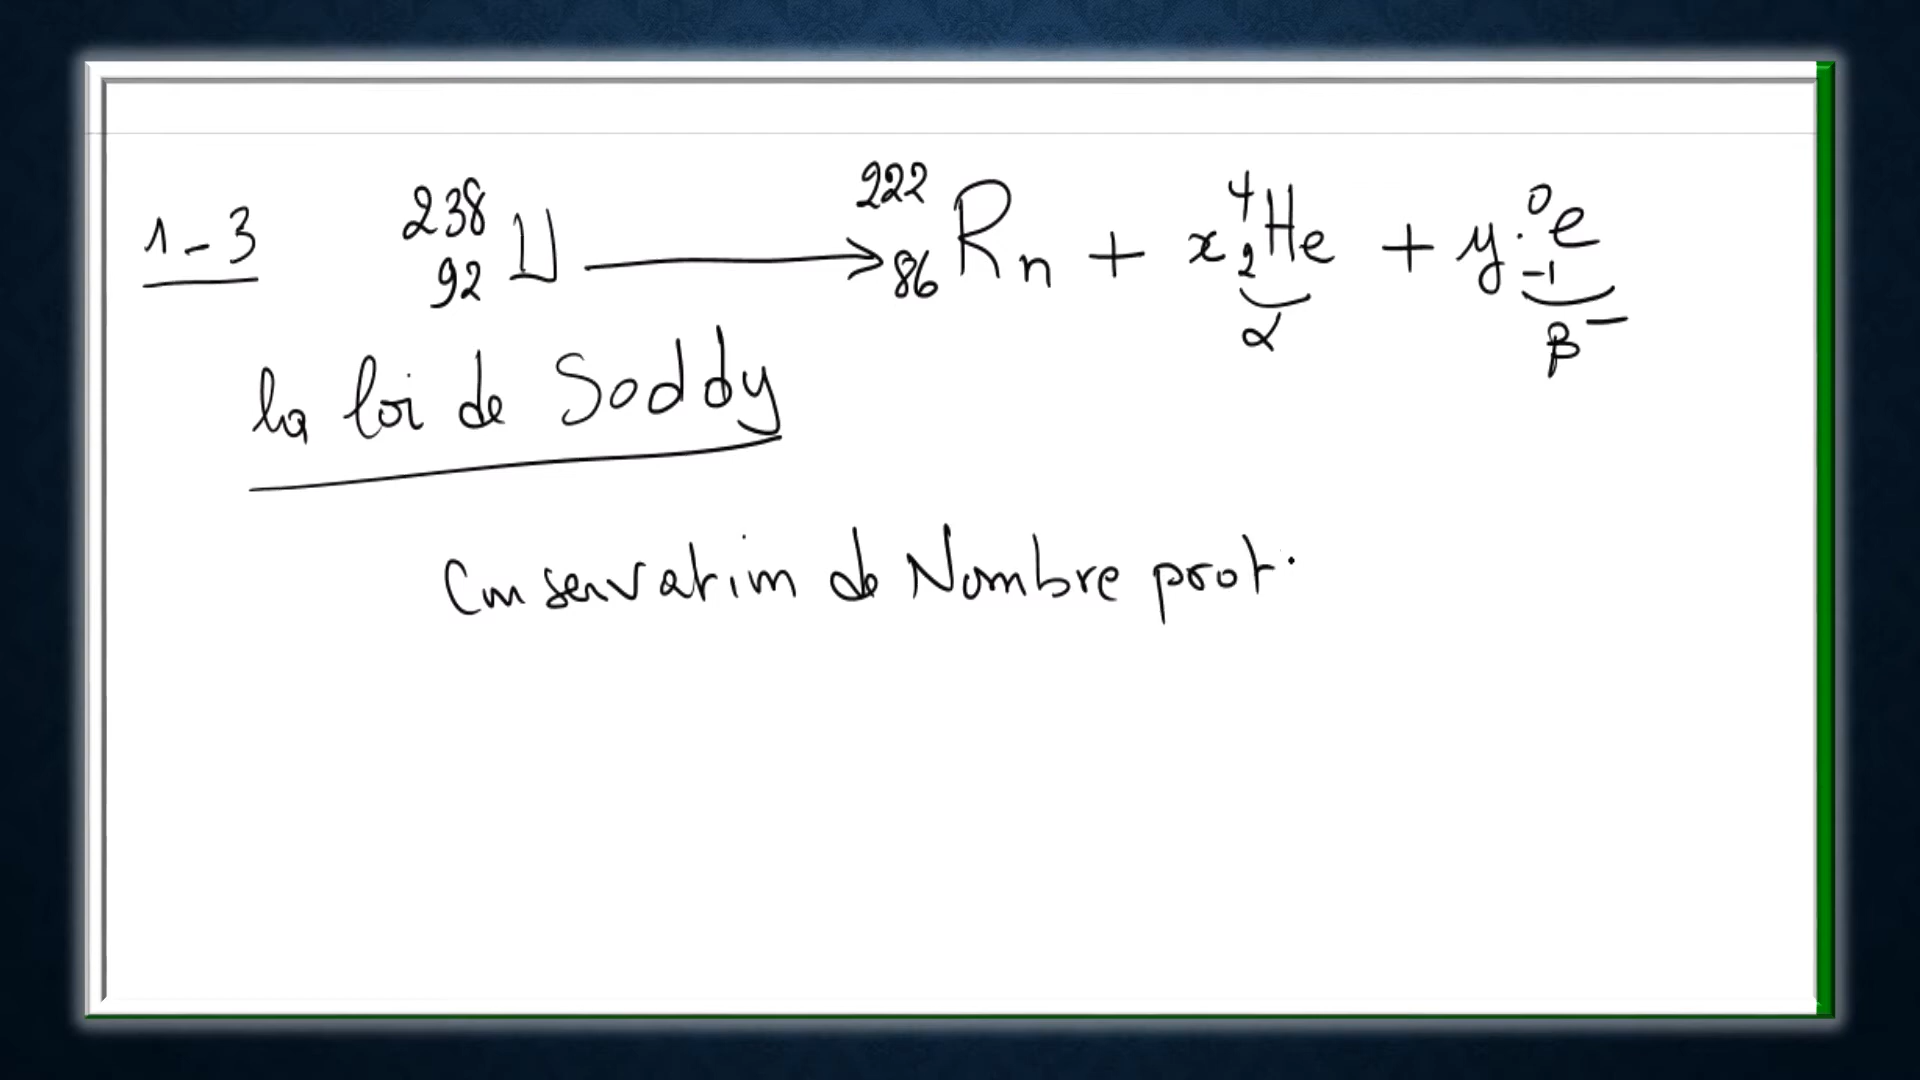 1-3 ²³⁸₉₂U → ²²²₈₆Rn + x ⁴₂He + y . ⁰₋₁e
α β⁻
la loi de Soddy
Conservation de Nombre prot.